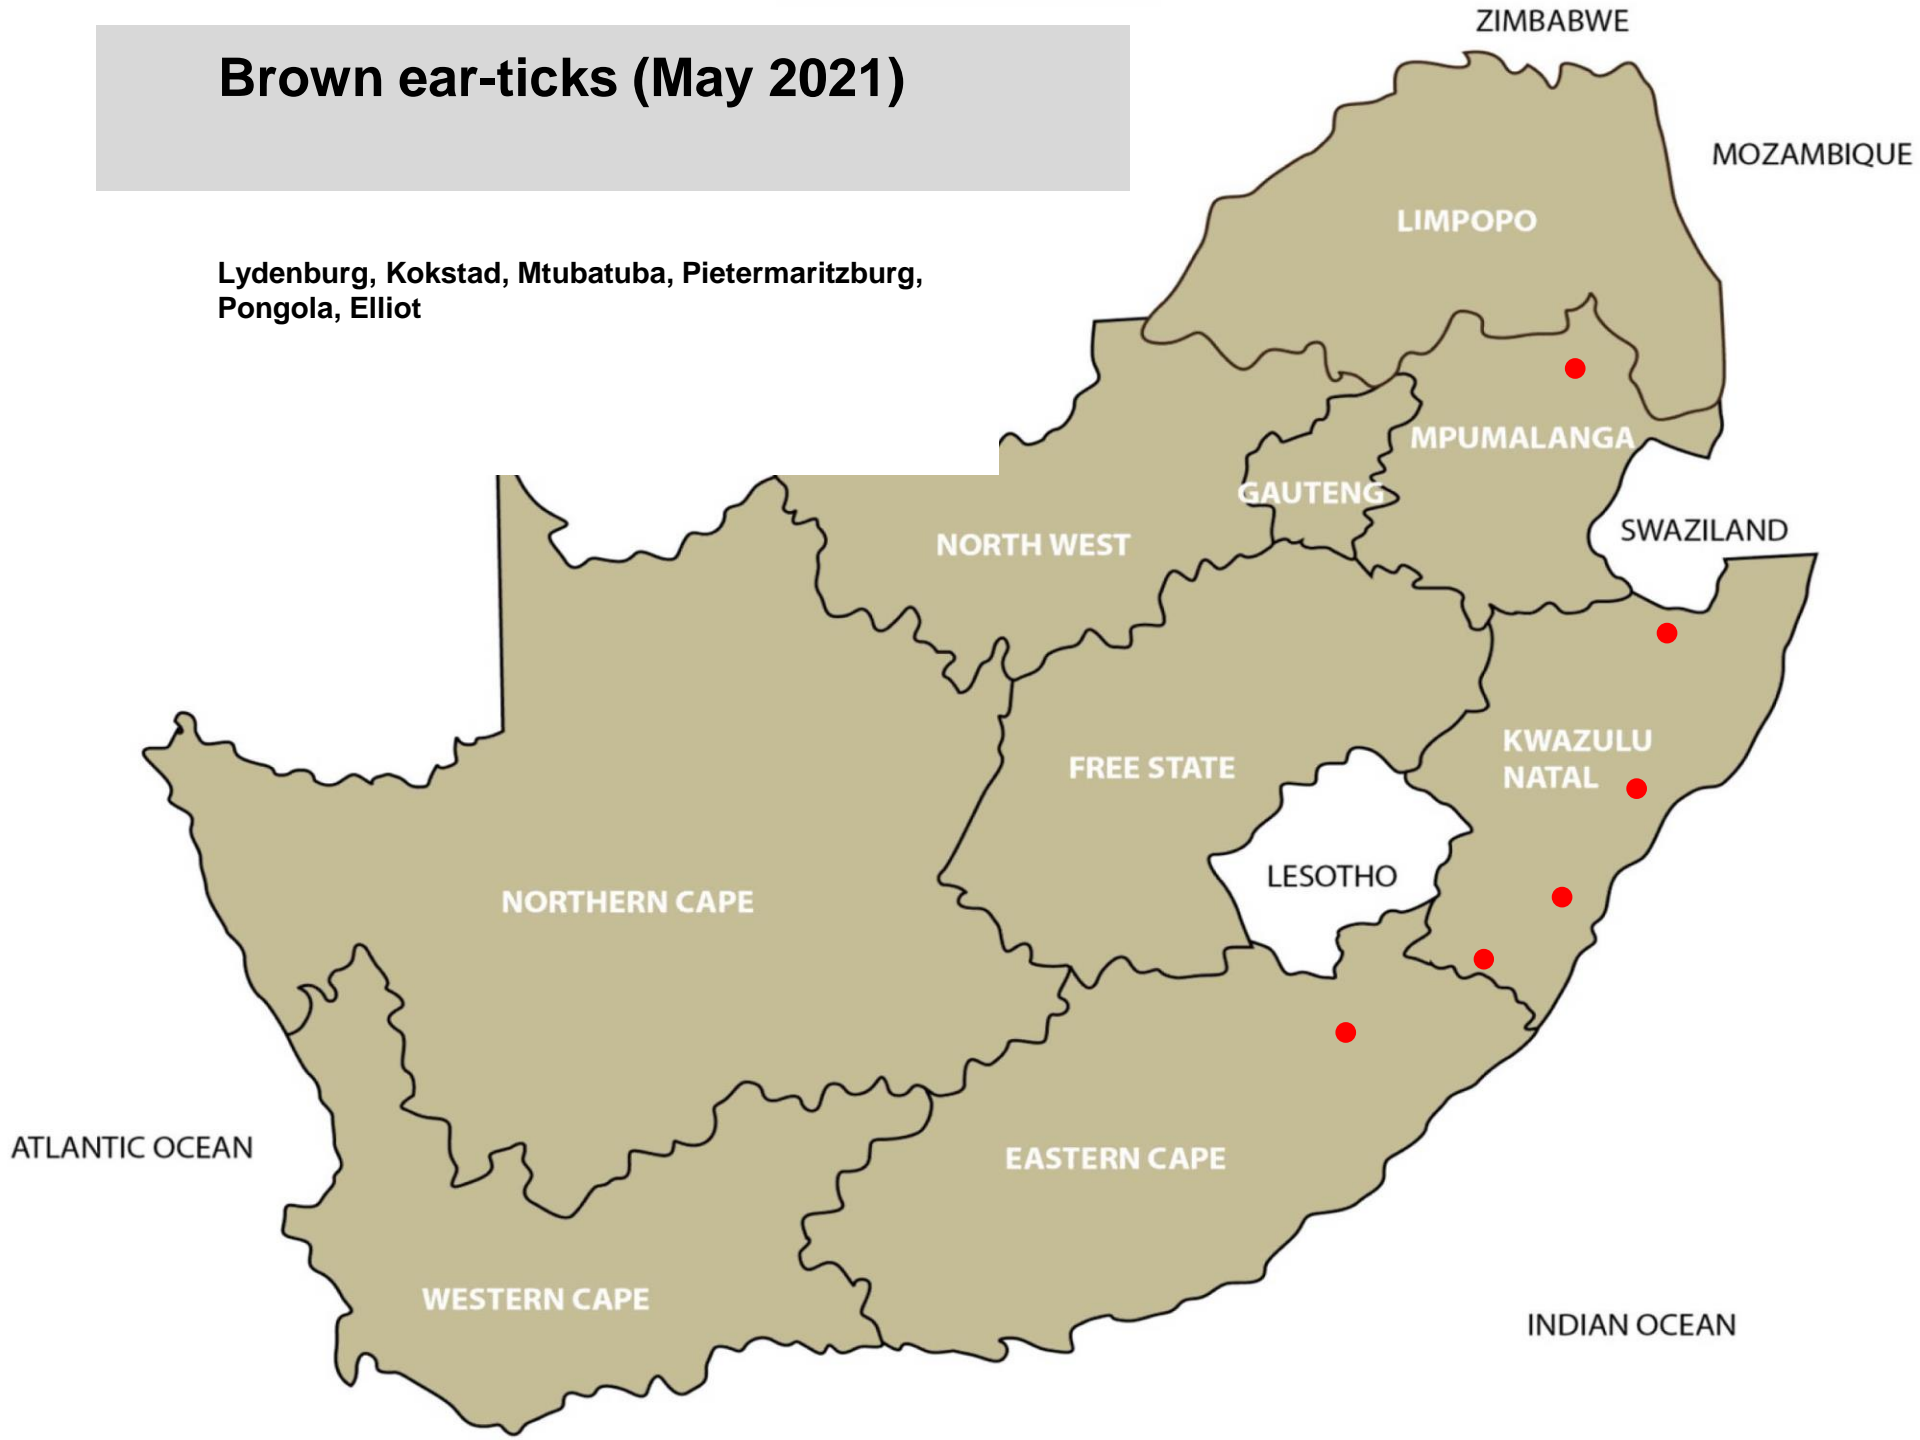 ZIMBABWE
Brown ear-ticks (May 2021)
MOZAMBIQUE
LIMPOPO
Lydenburg, Kokstad, Mtubatuba, Pietermaritzburg,
Pongola, Elliot
MPUMALANGA
GAUTENG
SWAZILAND
NORTH WEST
KWAZULU
NATAL
FREE STATE
LESOTHO
NORTHERN CAPE
ATLANTIC OCEAN
EASTERN CAPE
WESTERN CAPE
INDIAN OCEAN